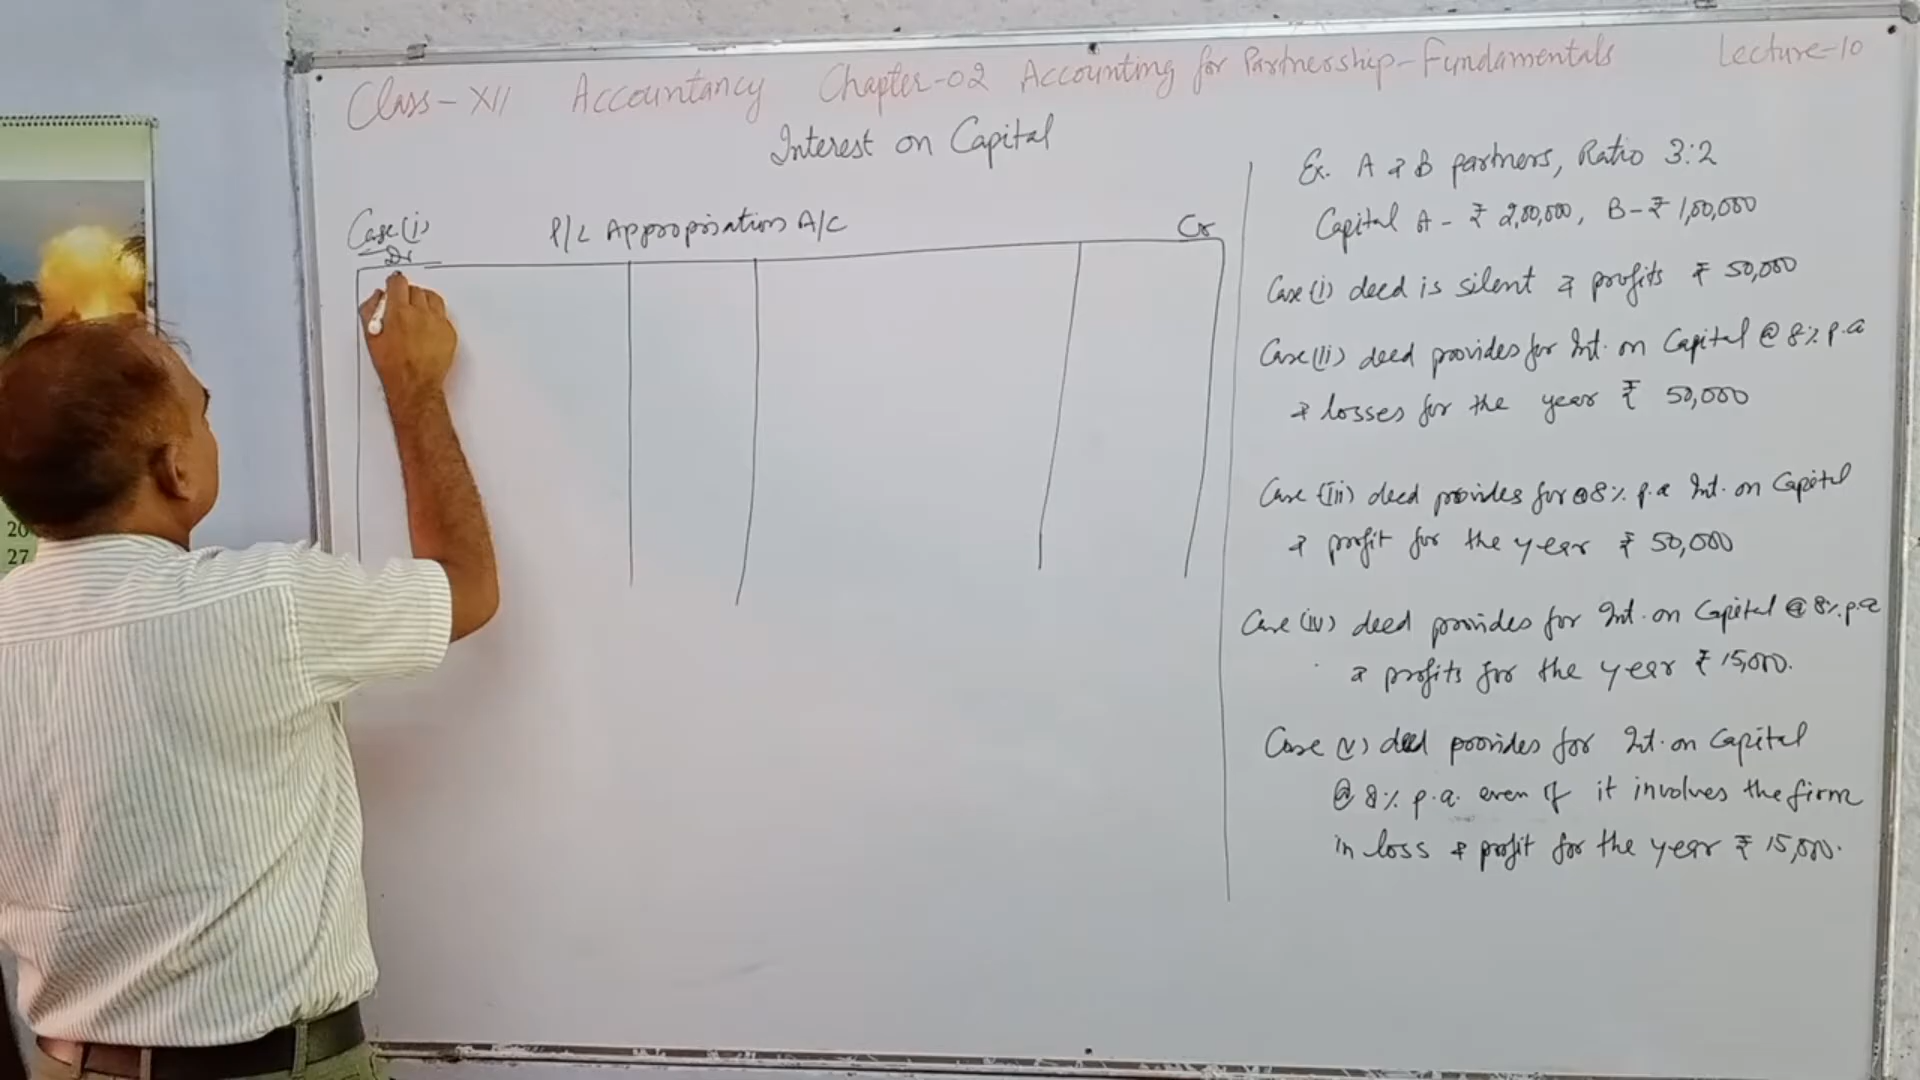 Class - XII Accountancy Chapter-02 Accounting for Partnership - Fundamentals Lecture-10
Interest on Capital
Case (i) P/L Appropriation A/C Cr
Dr
Ex. A & B partners, Ratio 3:2
Capital A - ₹ 2,00,000, B - ₹ 1,00,000
Case (i) deed is silent & profits ₹ 50,000
Case (ii) deed provides for Int. on Capital @ 8% p.a
& losses for the year ₹ 50,000
Case (iii) deed provides for @ 8% p.a Int. on Capital
& profit for the year ₹ 50,000
Case (iv) deed provides for Int. on Capital @ 8% p.a
& profits for the year ₹ 15,000.
Case (v) deed provides for Int. on Capital
@ 8% p.a. even if it involves the firm
in loss & profit for the year ₹ 15,000.
20
27